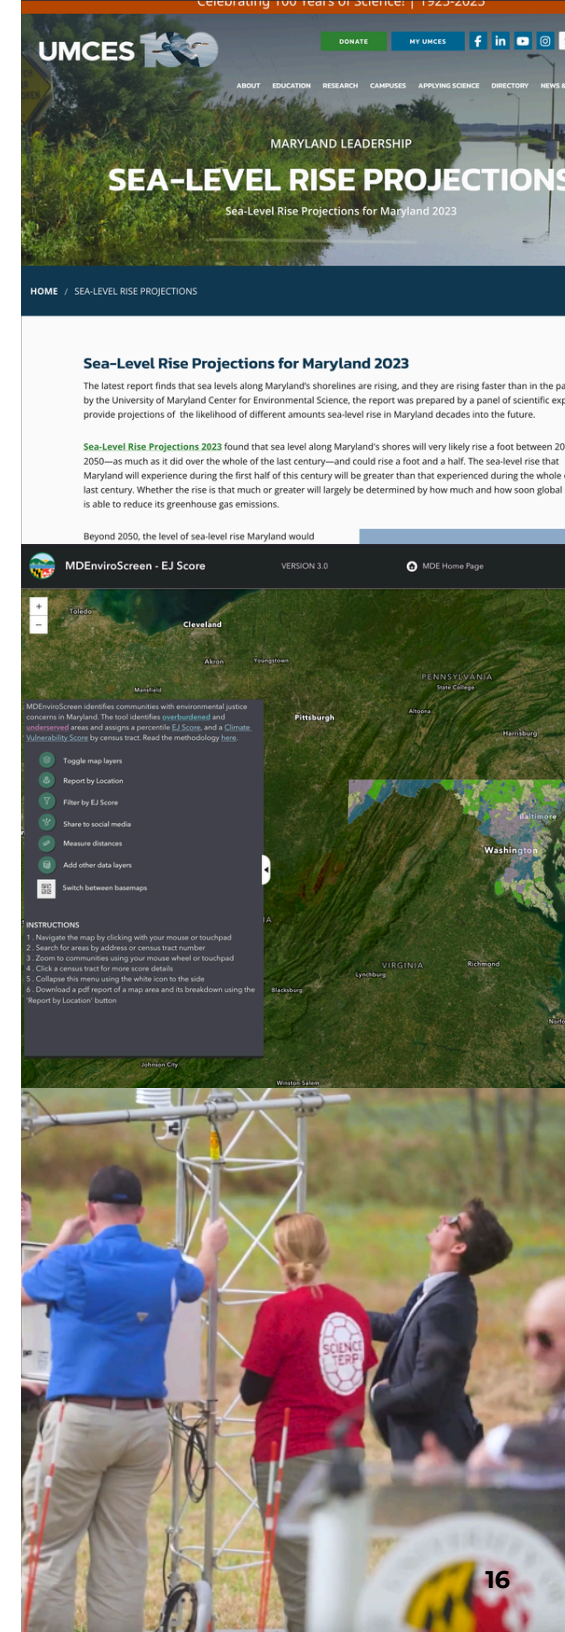 Celebrating 100 Years of Science! | 1925-2025
UMCES 100
DONATE
MY UMCES
ABOUT EDUCATION RESEARCH CAMPUSES APPLYING SCIENCE DIRECTORY NEWS &
MARYLAND LEADERSHIP
SEA-LEVEL RISE PROJECTIONS
Sea-Level Rise Projections for Maryland 2023
HOME / SEA-LEVEL RISE PROJECTIONS
Sea-Level Rise Projections for Maryland 2023
The latest report finds that sea levels along Maryland's shorelines are rising, and they are rising faster than in the pa
by the University of Maryland Center for Environmental Science, the report was prepared by a panel of scientific exp
provide projections of the likelihood of different amounts sea-level rise in Maryland decades into the future.
Sea-Level Rise Projections 2023 found that sea level along Maryland's shores will very likely rise a foot between 20
2050—as much as it did over the whole of the last century—and could rise a foot and a half. The sea-level rise that
Maryland will experience during the first half of this century will be greater than that experienced during the whole
last century. Whether the rise is that much or greater will largely be determined by how much and how soon global
is able to reduce its greenhouse gas emissions.
Beyond 2050, the level of sea-level rise Maryland would
MDEnviroScreen - EJ Score
VERSION 3.0
MDE Home Page
+
−
Toledo
Cleveland
Akron
Youngstown
Mansfield
PENNSYLVANIA
State College
Altoona
Pittsburgh
Harrisburg
MDEnviroScreen identifies communities with environmental justice
concerns in Maryland. The tool identifies overburdened and
underserved areas and assigns a percentile EJ Score, and a Climate
Vulnerability Score by census tract. Read the methodology here.
Toggle map layers
Report by Location
Filter by EJ Score
Share to social media
Measure distances
Add other data layers
Switch between basemaps
Baltimore
Washington
INSTRUCTIONS
1 . Navigate the map by clicking with your mouse or touchpad
2 . Search for areas by address or census tract number
3 . Zoom to communities using your mouse wheel or touchpad
4 . Click a census tract for more score details
5 . Collapse this menu using the white icon to the side
6 . Download a pdf report of a map area and its breakdown using the
'Report by Location' button
IA
VIRGINIA
Lynchburg
Richmond
Blacksburg
Norfo
Johnson City
Winston-Salem
SCIENCE
TERP
16